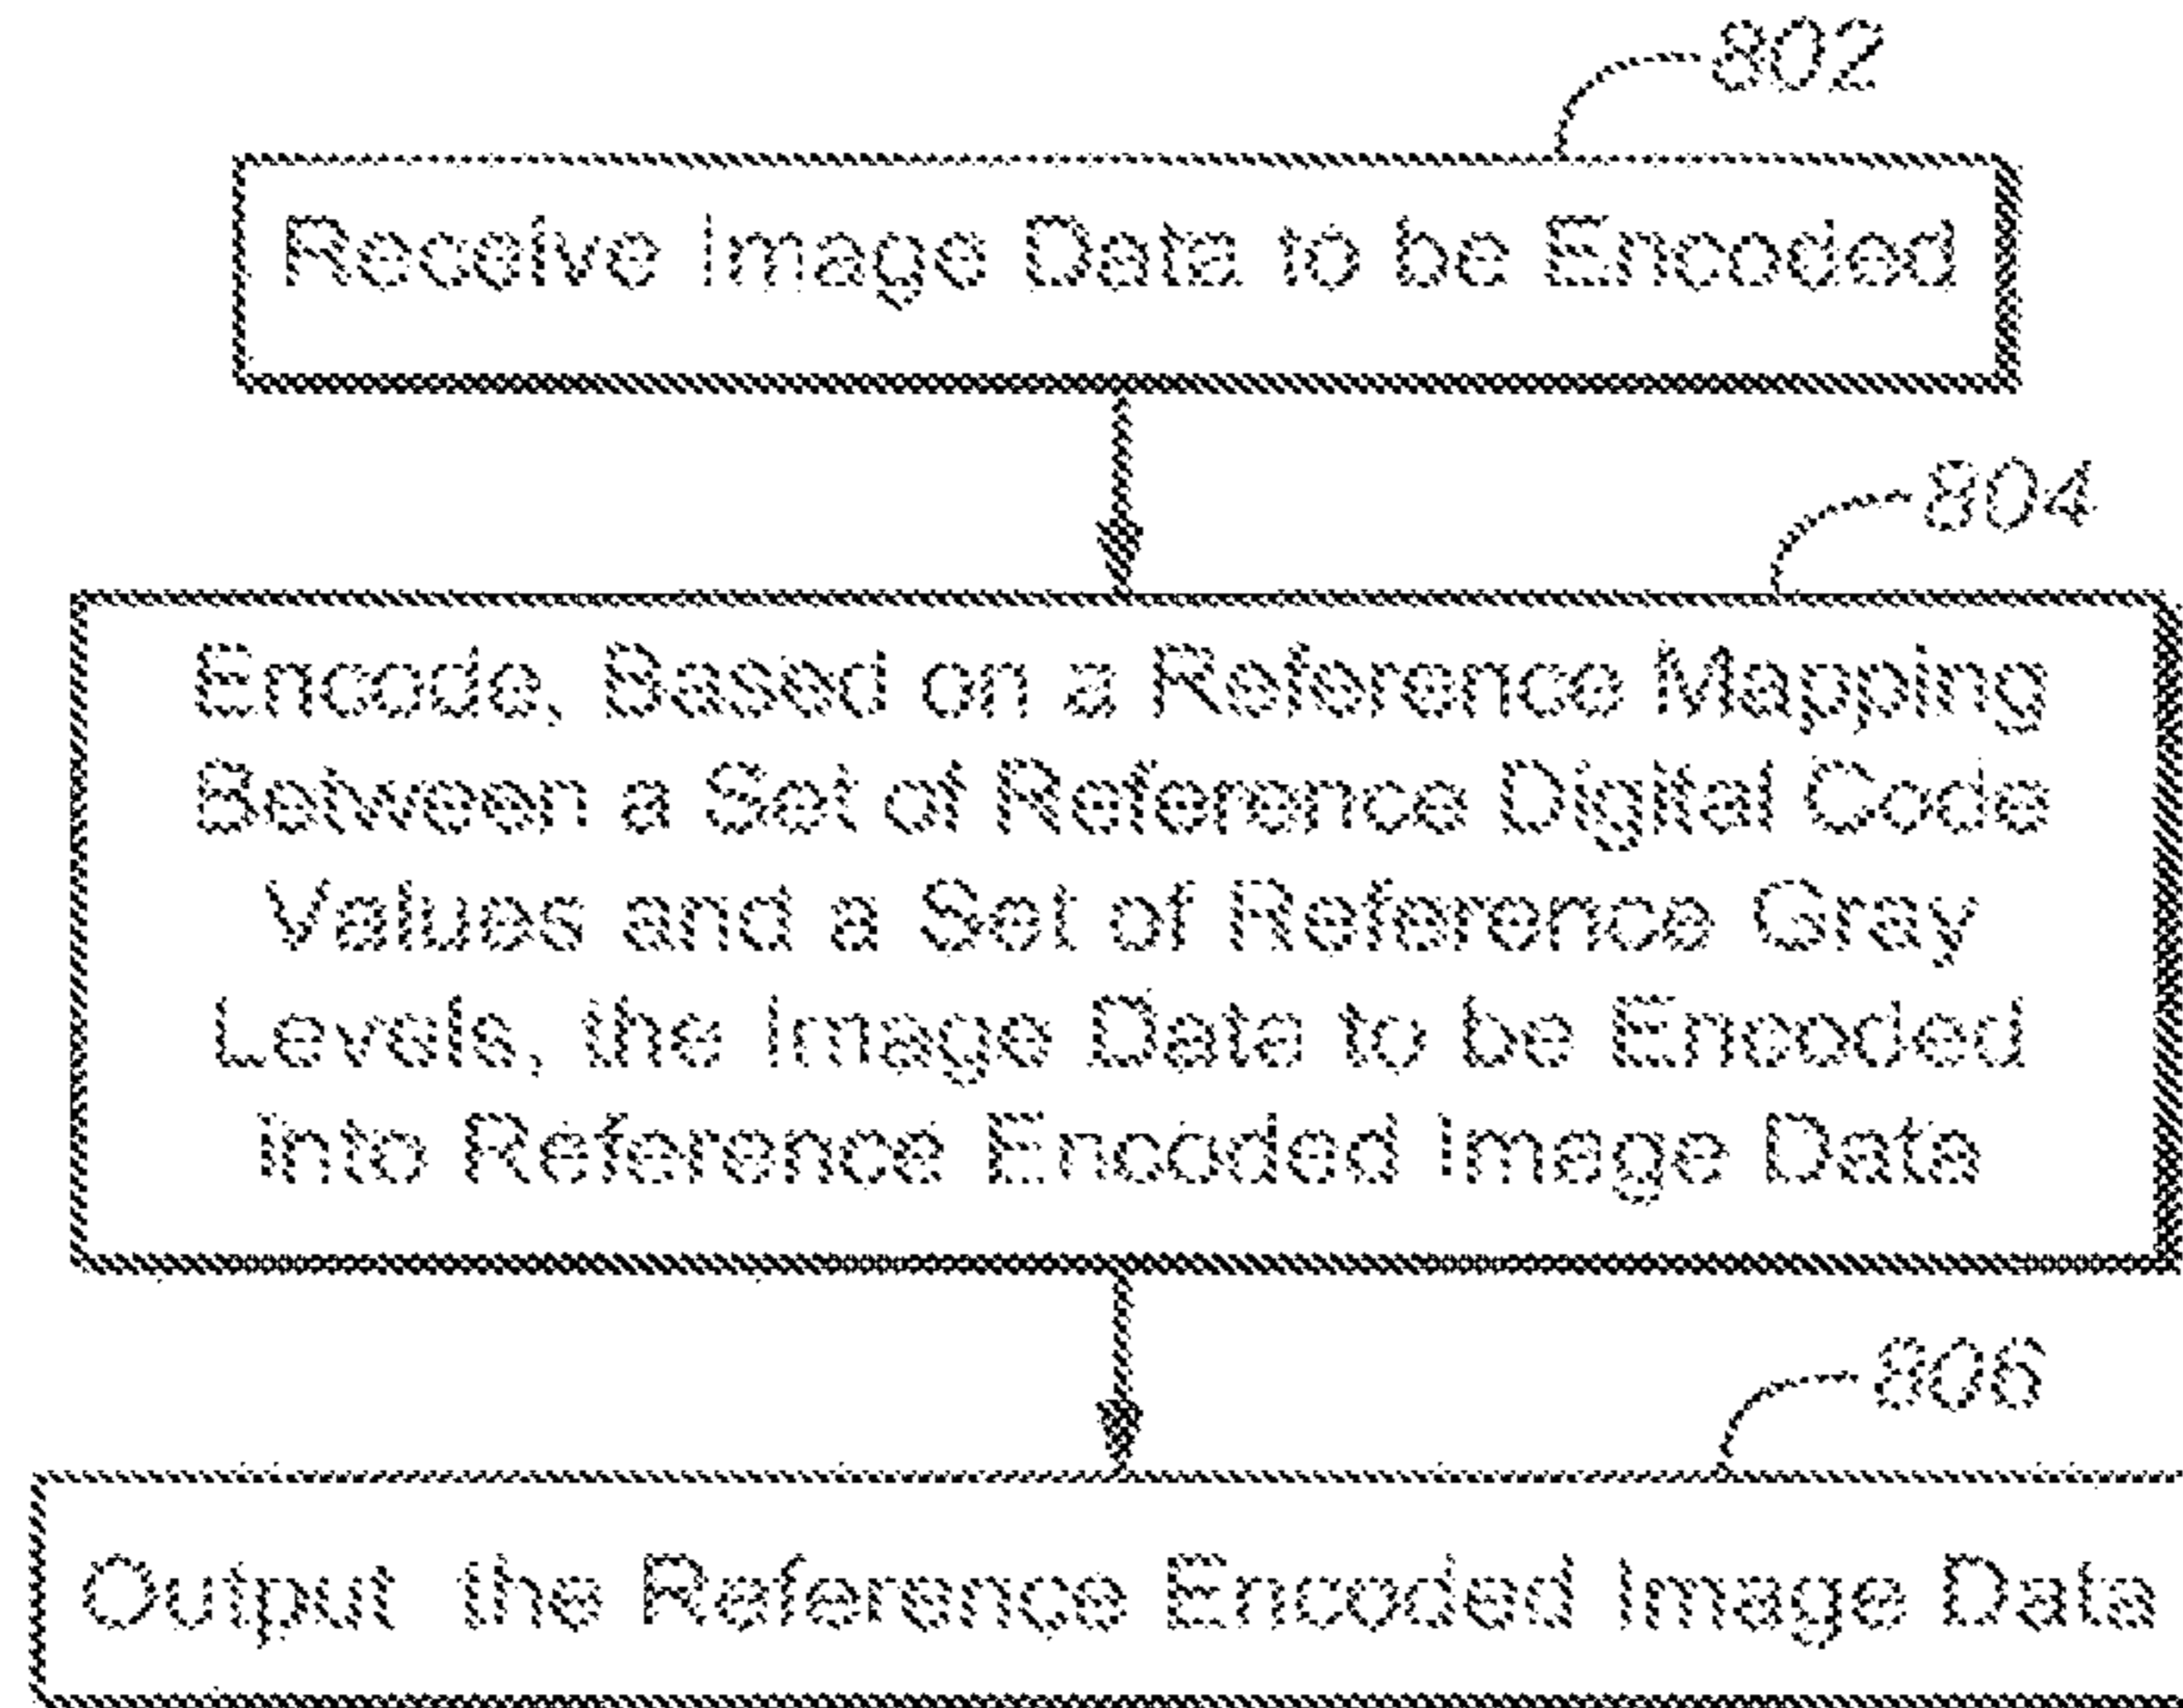 802
Receive Image Data to be Encoded
804
Encode, Based on a Reference Mapping
Between a Set of Reference Digital Code
Values and a Set of Reference Gray
Levels, the Image Data to be Encoded
into Reference Encoded Image Data
806
Output the Reference Encoded Image Data